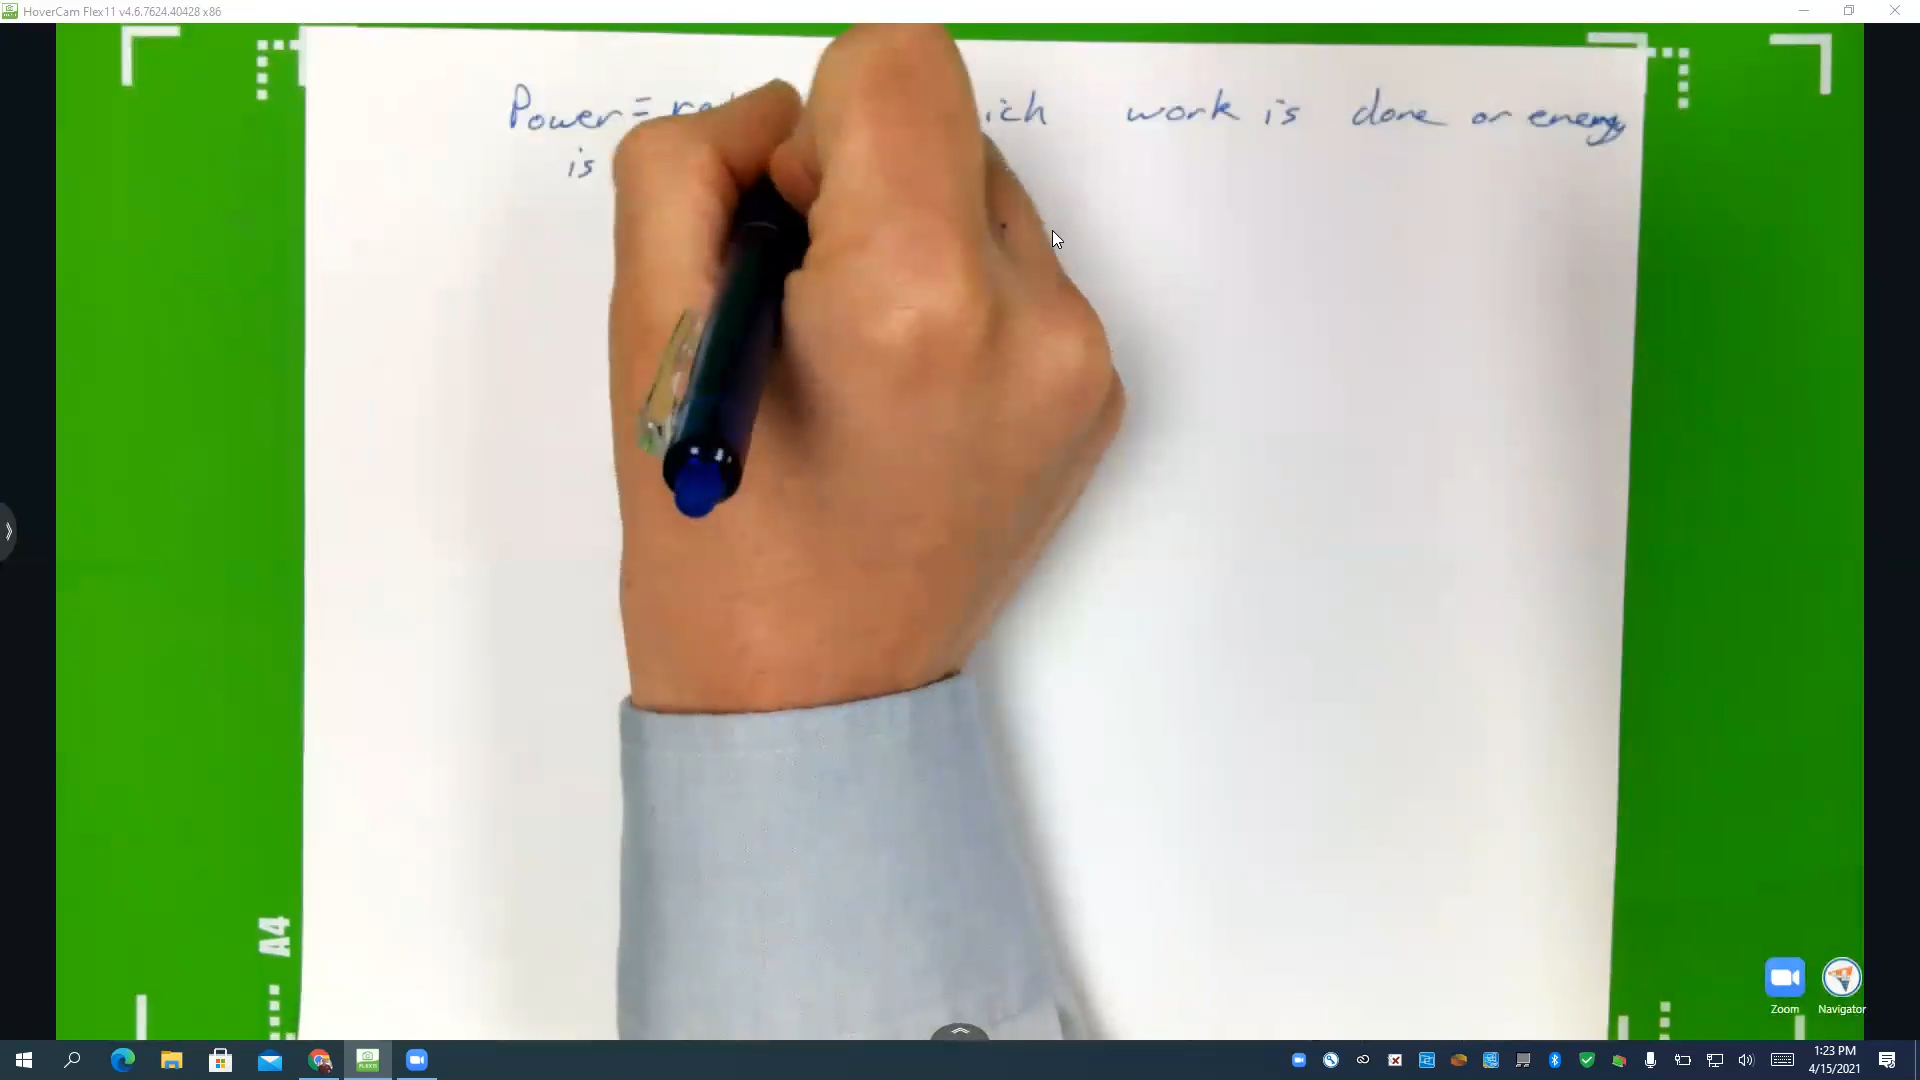 HoverCam Flex11 v4.6.7624.40428 x86
Power = work is done or energy
is
A4
Zoom
Navigator
1:23 PM
4/15/2021